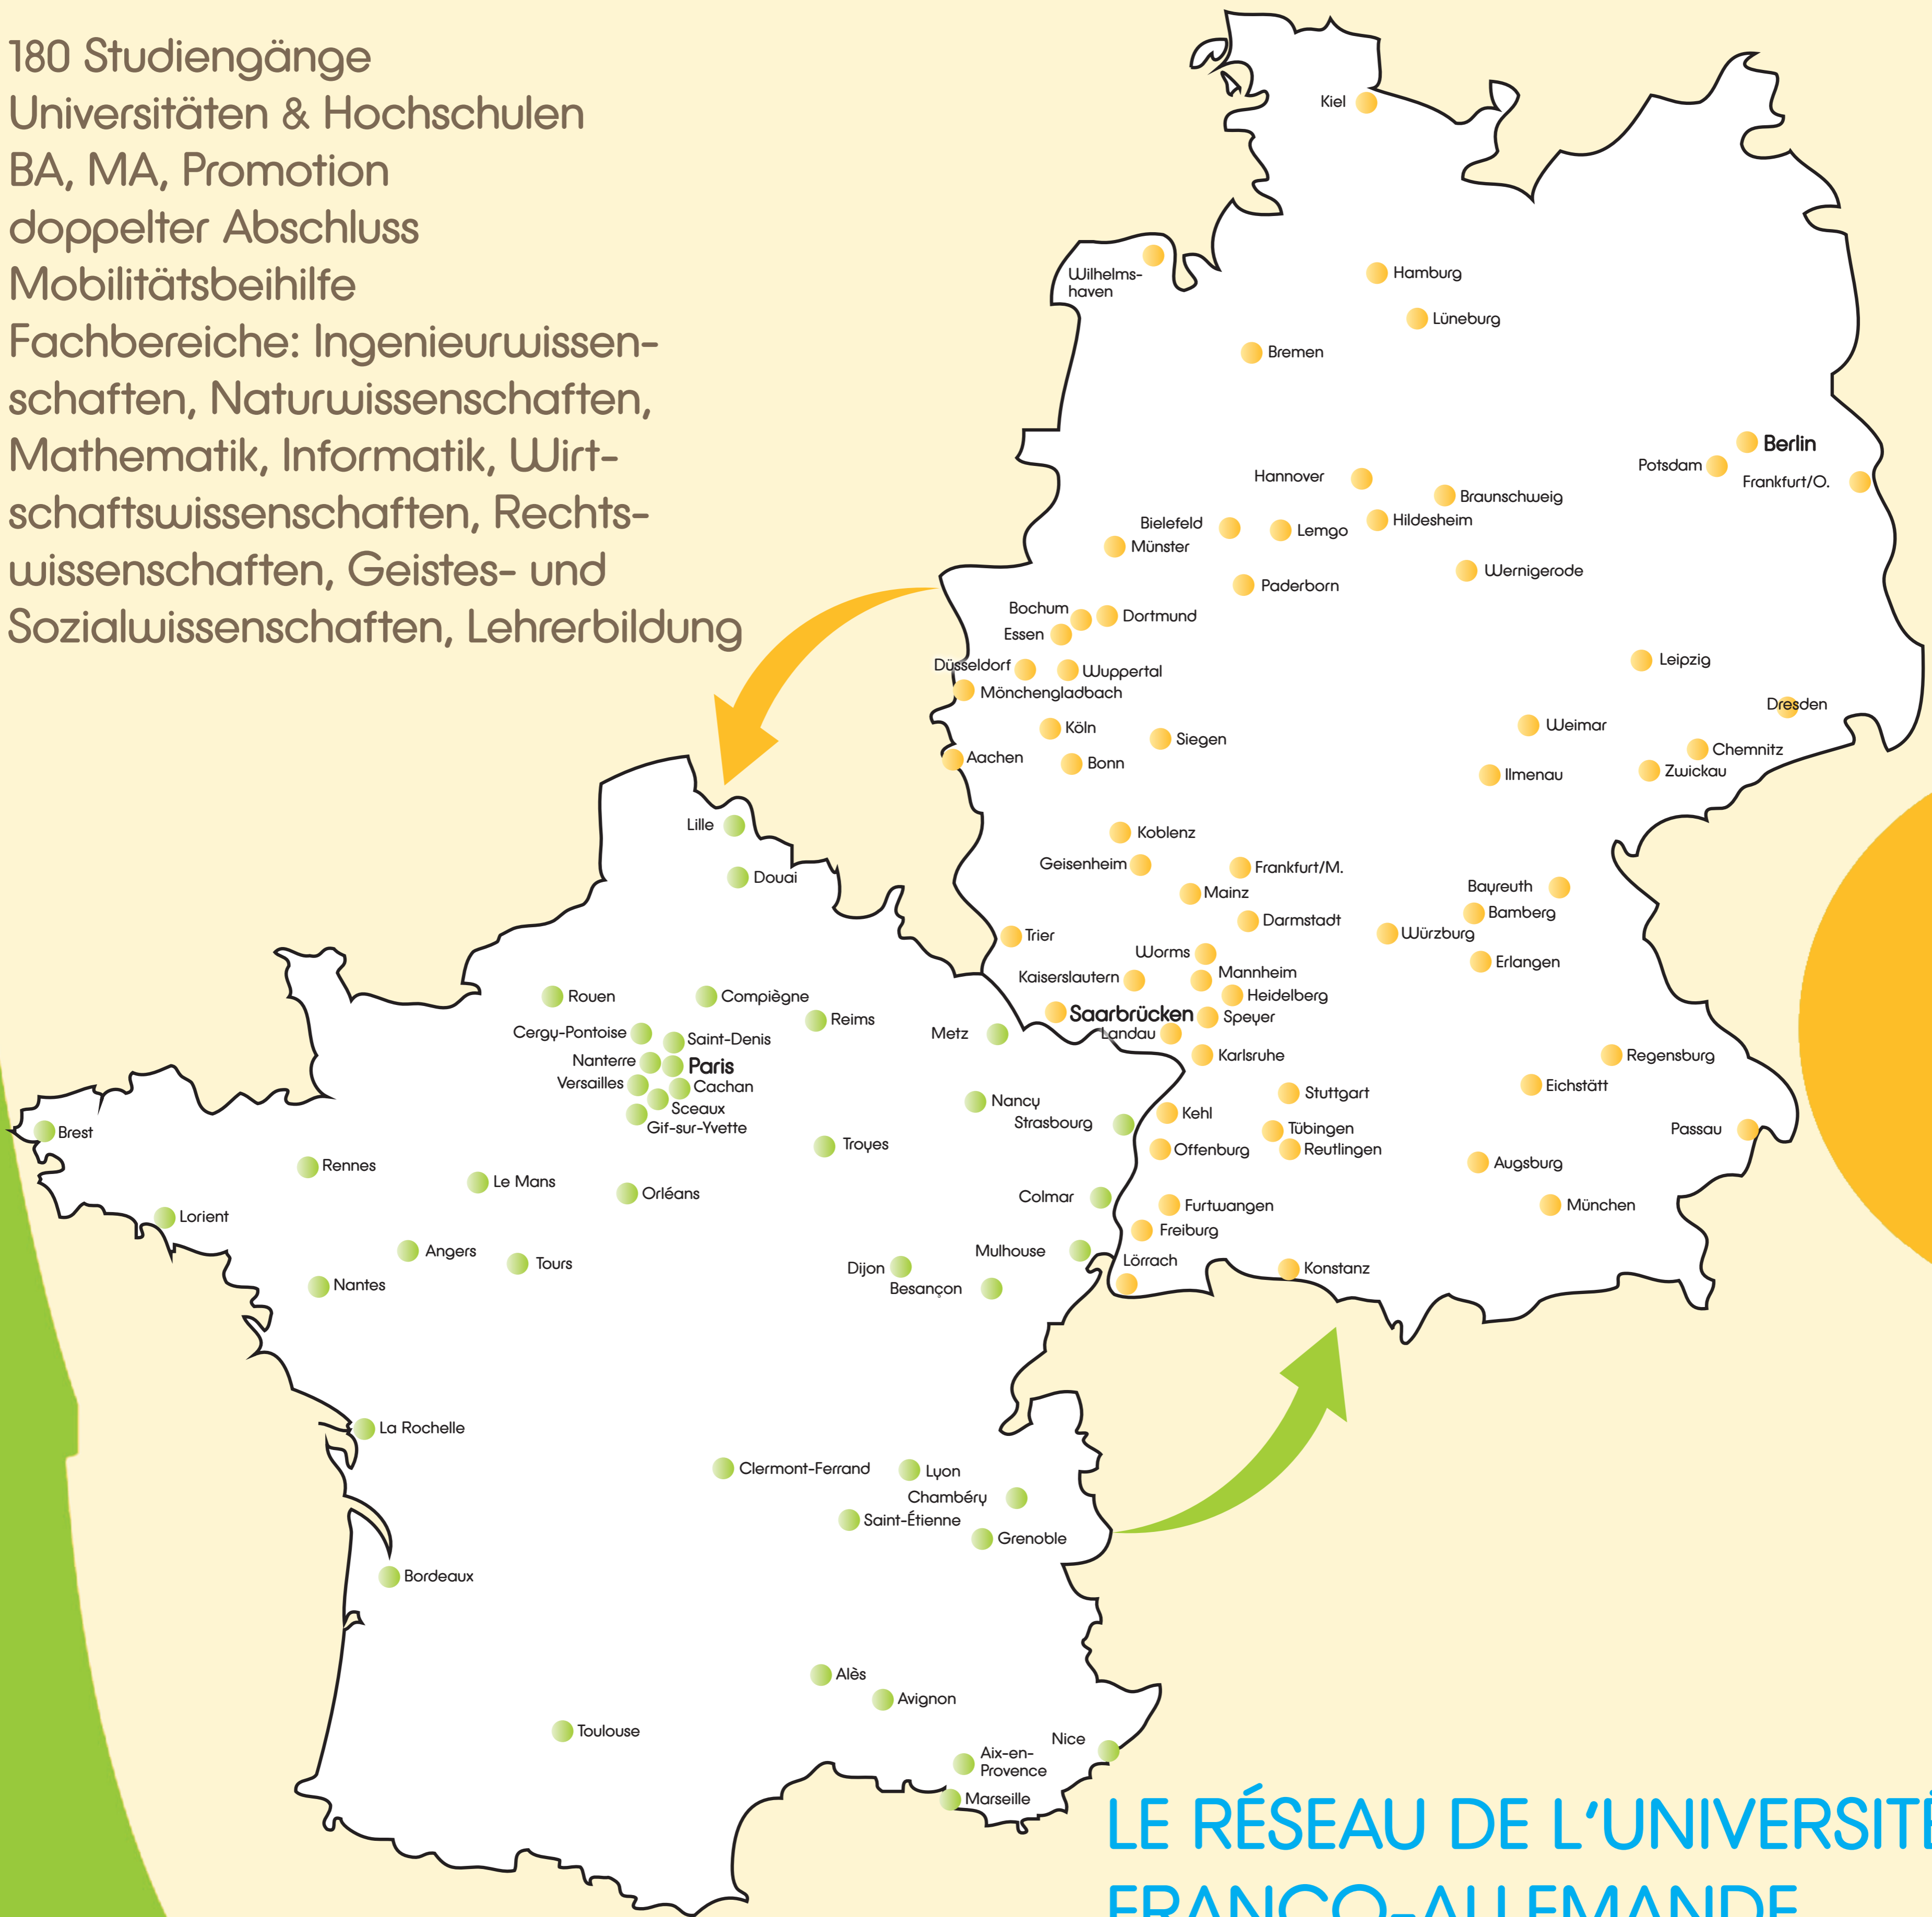 180 Studiengänge
Universitäten & Hochschulen
BA, MA, Promotion
doppelter Abschluss
Mobilitätsbeihilfe
Fachbereiche: Ingenieurwissen-
schaften, Naturwissenschaften,
Mathematik, Informatik, Wirt-
schaftswissenschaften, Rechts-
wissenschaften, Geistes- und
Sozialwissenschaften, Lehrerbildung
Kiel
Wilhelms-
haven
Hamburg
Lüneburg
Bremen
Berlin
Potsdam
Frankfurt/O.
Hannover
Braunschweig
Hildesheim
Bielefeld
Lemgo
Münster
Wernigerode
Paderborn
Bochum
Dortmund
Essen
Düsseldorf
Wuppertal
Mönchengladbach
Leipzig
Dresden
Köln
Siegen
Weimar
Chemnitz
Aachen
Bonn
Ilmenau
Zwickau
Koblenz
Geisenheim
Frankfurt/M.
Mainz
Bayreuth
Bamberg
Darmstadt
Würzburg
Trier
Worms
Erlangen
Kaiserslautern
Mannheim
Heidelberg
Saarbrücken
Speyer
Landau
Karlsruhe
Regensburg
Eichstätt
Stuttgart
Kehl
Tübingen
Passau
Offenburg
Reutlingen
Augsburg
Furtwangen
München
Freiburg
Lörrach
Konstanz
Lille
Douai
Rouen
Compiègne
Reims
Cergy-Pontoise
Saint-Denis
Metz
Nanterre
Paris
Versailles
Cachan
Sceaux
Gif-sur-Yvette
Nancy
Strasbourg
Brest
Troyes
Rennes
Le Mans
Orléans
Colmar
Lorient
Angers
Tours
Mulhouse
Dijon
Besançon
Nantes
La Rochelle
Clermont-Ferrand
Lyon
Chambéry
Saint-Étienne
Grenoble
Bordeaux
Alès
Avignon
Toulouse
Nice
Aix-en-
Provence
Marseille
LE RÉSEAU DE L‘UNIVERSITÉ
FRANCO-ALLEMANDE